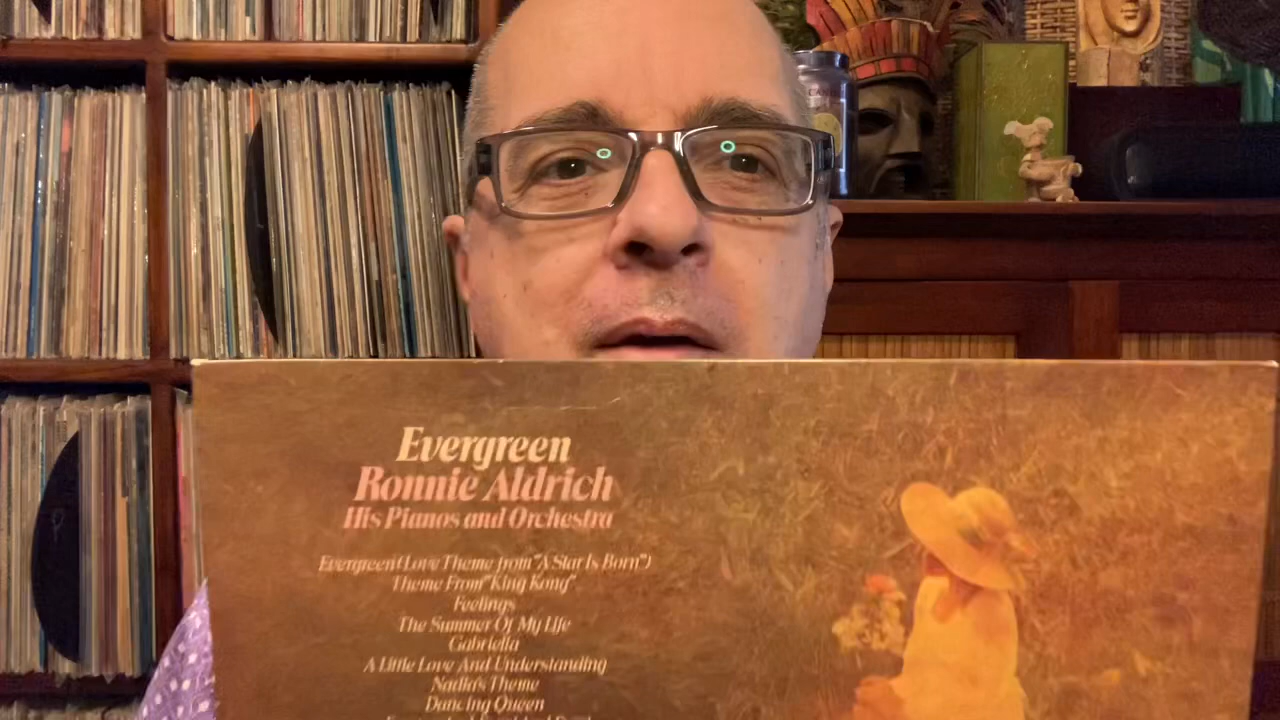 Evergreen
Ronnie Aldrich
His Pianos and Orchestra
Evergreen (Love Theme from "A Star Is Born")
Theme From "King Kong"
Feelings
The Summer Of My Life
Gabriella
A Little Love And Understanding
Nadia's Theme
Dancing Queen